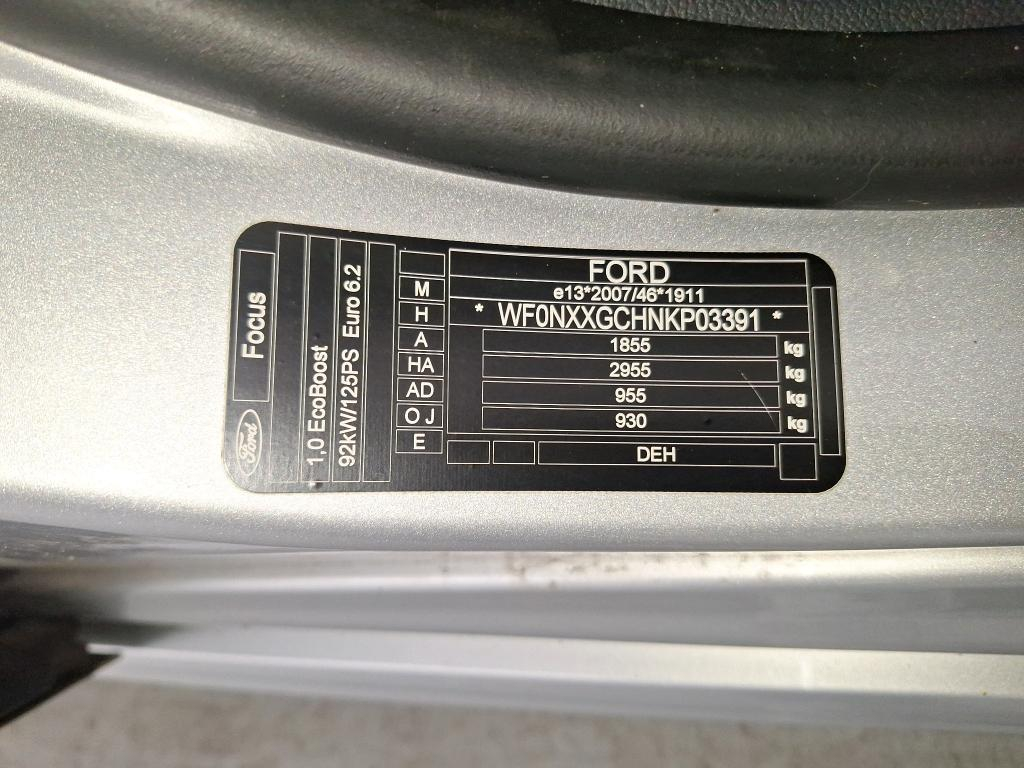 Focus
Ford
1,0 EcoBoost
92kW/125PS Euro 6.2
M
H
A
HA
AD
O J
E
FORD
e13*2007/46*1911
* WF0NXXGCHNKP03391 *
1855 kg
2955 kg
955 kg
930 kg
DEH